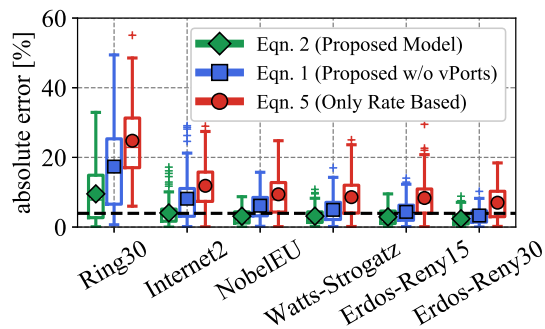 absolute error [%]
60
40
20
0
Eqn. 2 (Proposed Model)
Eqn. 1 (Proposed w/o vPorts)
Eqn. 5 (Only Rate Based)
Ring30
Internet2
NobelEU
Watts-Strogatz
Erdos-Reny15
Erdos-Reny30